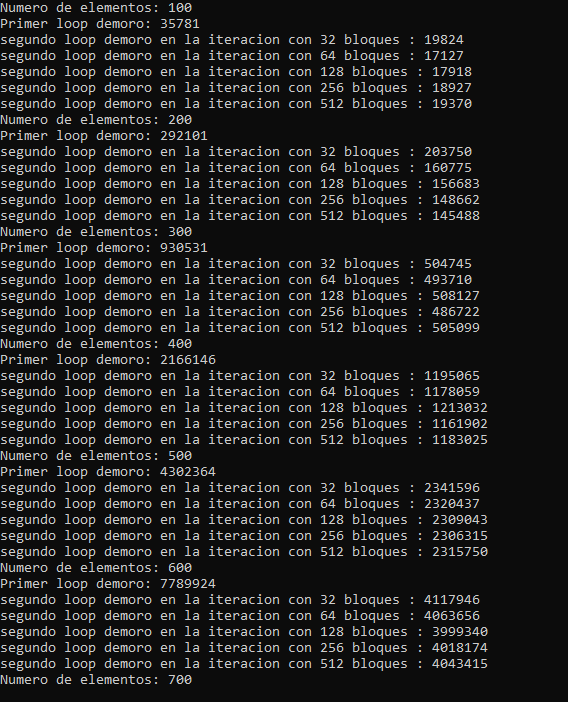 Numero de elementos: 100
Primer loop demoro: 35781
segundo loop demoro en la iteracion con 32 bloques : 19824
segundo loop demoro en la iteracion con 64 bloques : 17127
segundo loop demoro en la iteracion con 128 bloques : 17918
segundo loop demoro en la iteracion con 256 bloques : 18927
segundo loop demoro en la iteracion con 512 bloques : 19370
Numero de elementos: 200
Primer loop demoro: 292101
segundo loop demoro en la iteracion con 32 bloques : 203750
segundo loop demoro en la iteracion con 64 bloques : 160775
segundo loop demoro en la iteracion con 128 bloques : 156683
segundo loop demoro en la iteracion con 256 bloques : 148662
segundo loop demoro en la iteracion con 512 bloques : 145488
Numero de elementos: 300
Primer loop demoro: 930531
segundo loop demoro en la iteracion con 32 bloques : 504745
segundo loop demoro en la iteracion con 64 bloques : 493710
segundo loop demoro en la iteracion con 128 bloques : 508127
segundo loop demoro en la iteracion con 256 bloques : 486722
segundo loop demoro en la iteracion con 512 bloques : 505099
Numero de elementos: 400
Primer loop demoro: 2166146
segundo loop demoro en la iteracion con 32 bloques : 1195065
segundo loop demoro en la iteracion con 64 bloques : 1178059
segundo loop demoro en la iteracion con 128 bloques : 1213032
segundo loop demoro en la iteracion con 256 bloques : 1161902
segundo loop demoro en la iteracion con 512 bloques : 1183025
Numero de elementos: 500
Primer loop demoro: 4302364
segundo loop demoro en la iteracion con 32 bloques : 2341596
segundo loop demoro en la iteracion con 64 bloques : 2320437
segundo loop demoro en la iteracion con 128 bloques : 2309043
segundo loop demoro en la iteracion con 256 bloques : 2306315
segundo loop demoro en la iteracion con 512 bloques : 2315750
Numero de elementos: 600
Primer loop demoro: 7789924
segundo loop demoro en la iteracion con 32 bloques : 4117946
segundo loop demoro en la iteracion con 64 bloques : 4063656
segundo loop demoro en la iteracion con 128 bloques : 3999340
segundo loop demoro en la iteracion con 256 bloques : 4018174
segundo loop demoro en la iteracion con 512 bloques : 4043415
Numero de elementos: 700